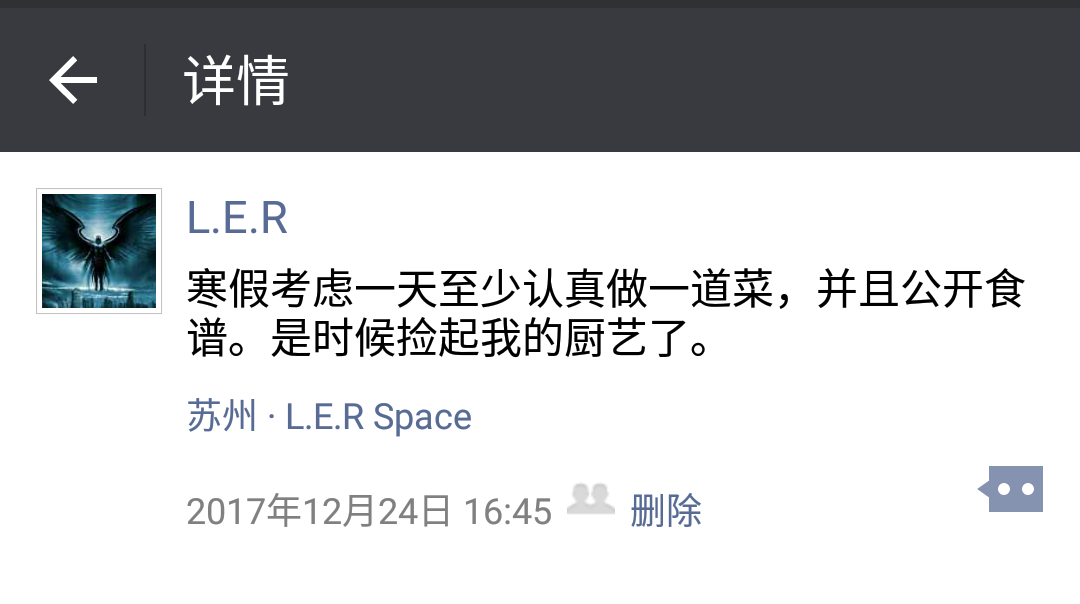 详情
L.E.R
寒假考虑一天至少认真做一道菜，并且公开食
谱。是时候捡起我的厨艺了。
苏州 · L.E.R Space
2017年12月24日 16:45 删除